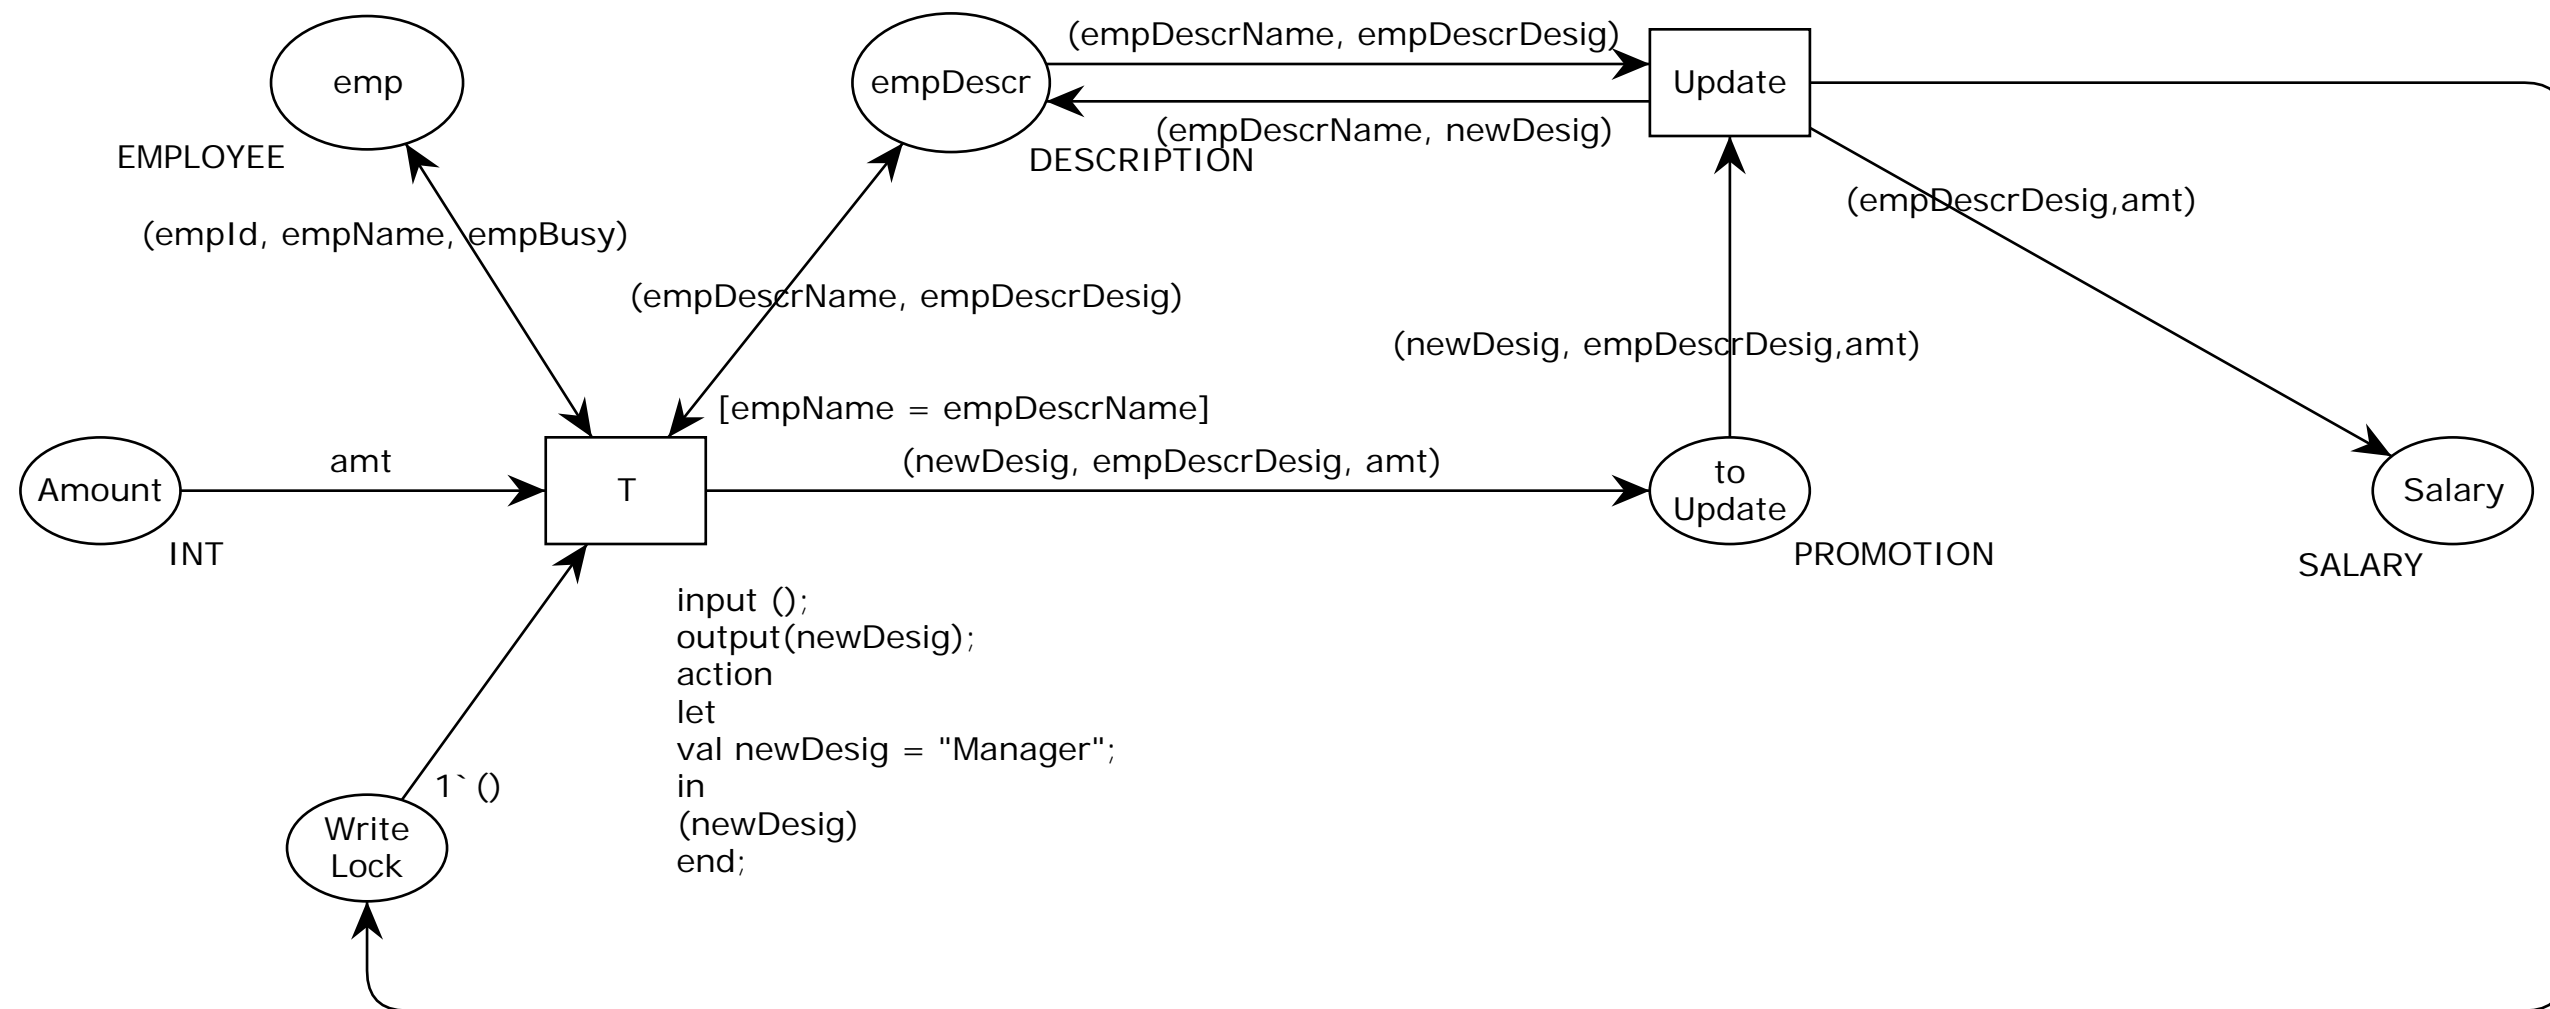 (empDescrName, empDescrDesig)
emp
empDescr
Update
(empDescrName, newDesig)
EMPLOYEE
DESCRIPTION
(empDescrDesig,amt)
(empId, empName, empBusy)
(empDescrName, empDescrDesig)
(newDesig, empDescrDesig,amt)
[empName = empDescrName]
amt
(newDesig, empDescrDesig, amt)
Amount
T
to
Update
Salary
INT
PROMOTION
SALARY
input ();
output(newDesig);
action
let
val newDesig = "Manager";
in
(newDesig)
end;
1`()
Write
Lock